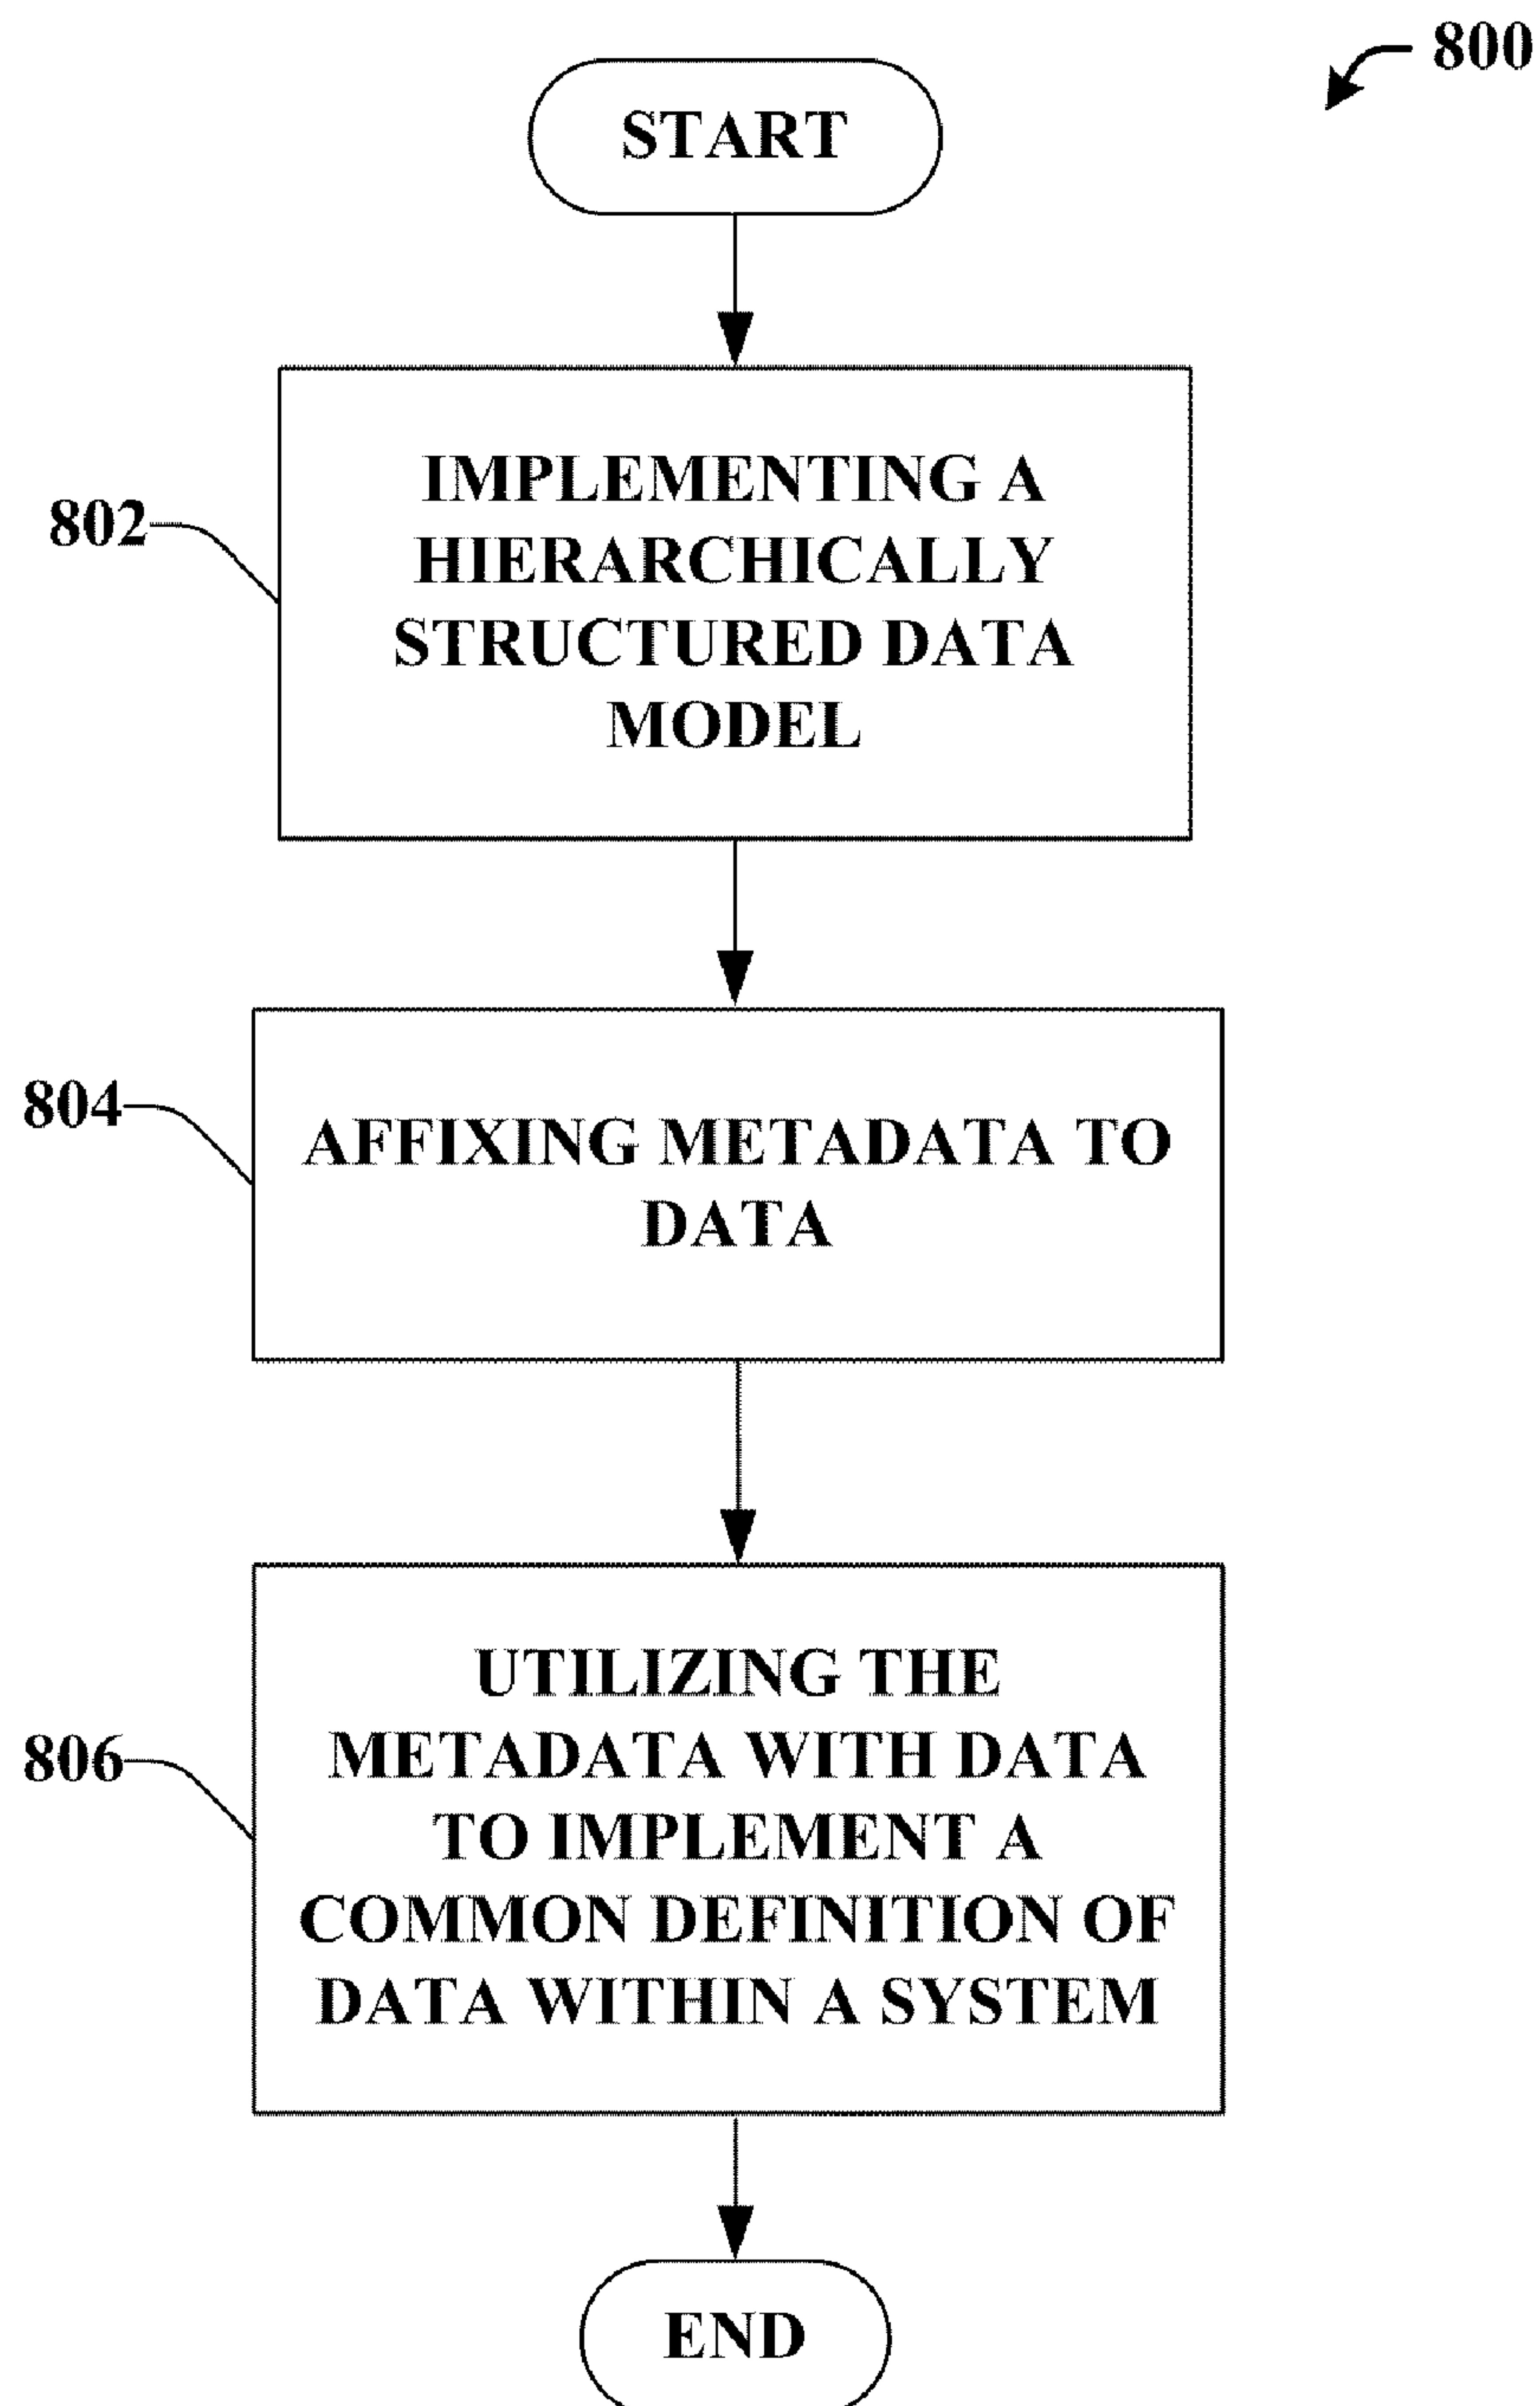 800
START
802
IMPLEMENTING A
HIERARCHICALLY
STRUCTURED DATA
MODEL
804
AFFIXING METADATA TO
DATA
806
UTILIZING THE
METADATA WITH DATA
TO IMPLEMENT A
COMMON DEFINITION OF
DATA WITHIN A SYSTEM
END